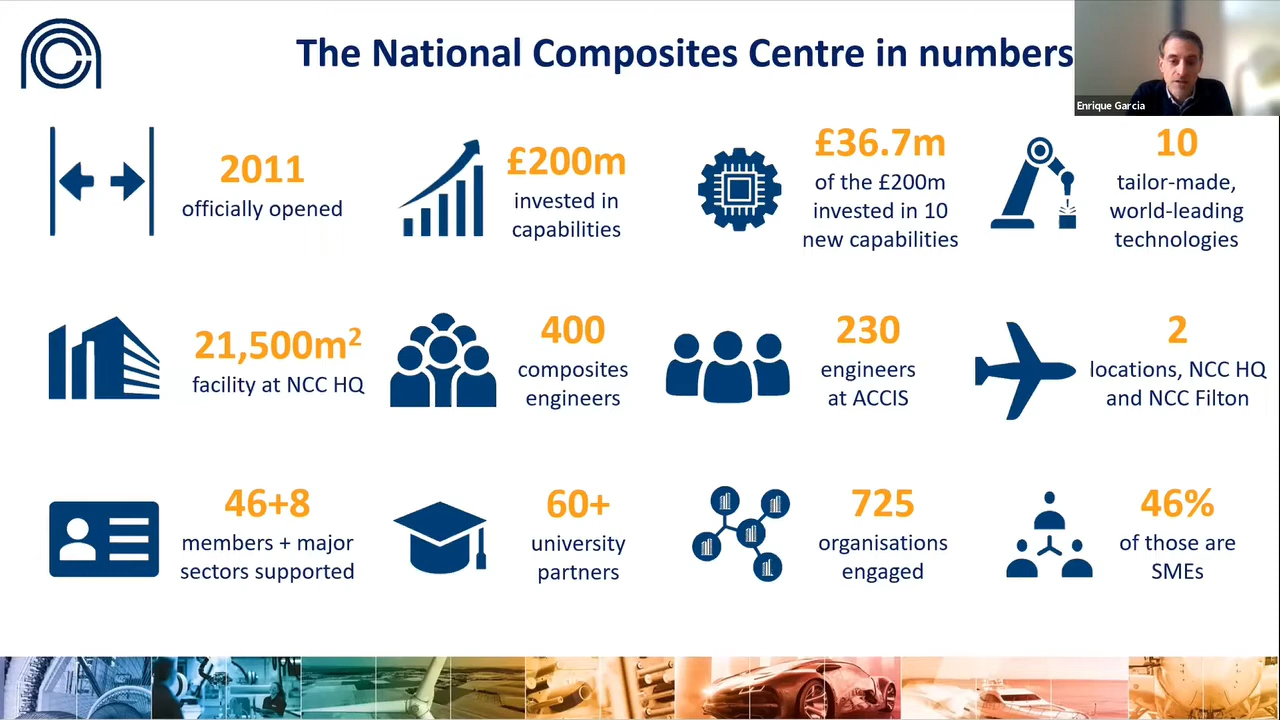 The National Composites Centre in numbers
Enrique Garcia
2011
officially opened
£200m
invested in
capabilities
£36.7m
of the £200m
invested in 10
new capabilities
10
tailor-made,
world-leading
technologies
21,500m²
facility at NCC HQ
400
composites
engineers
230
engineers
at ACCIS
2
locations, NCC HQ
and NCC Filton
46+8
members + major
sectors supported
60+
university
partners
725
organisations
engaged
46%
of those are
SMEs